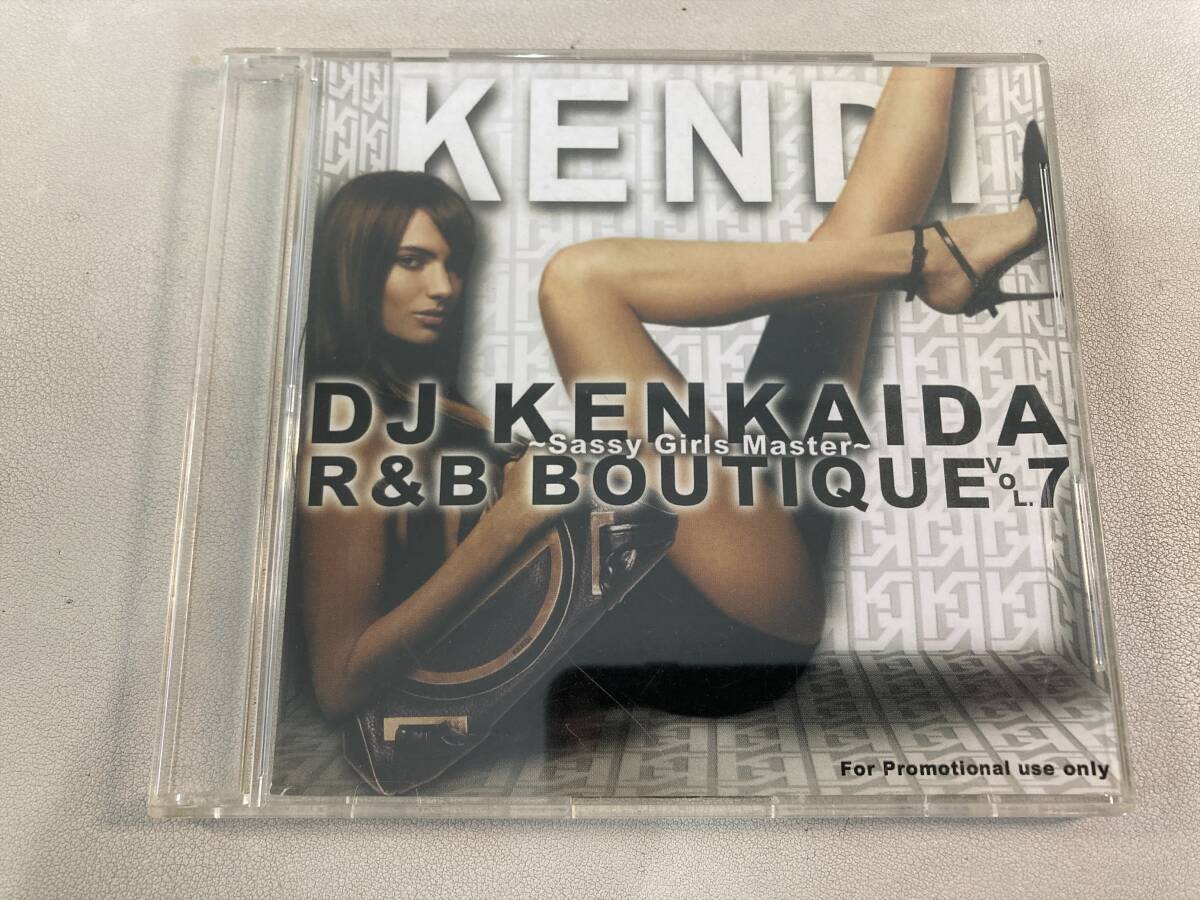 KENDI
DJ KENKAIDA
~Sassy Girls Master~
R&B BOUTIQUE VOL.7
For Promotional use only